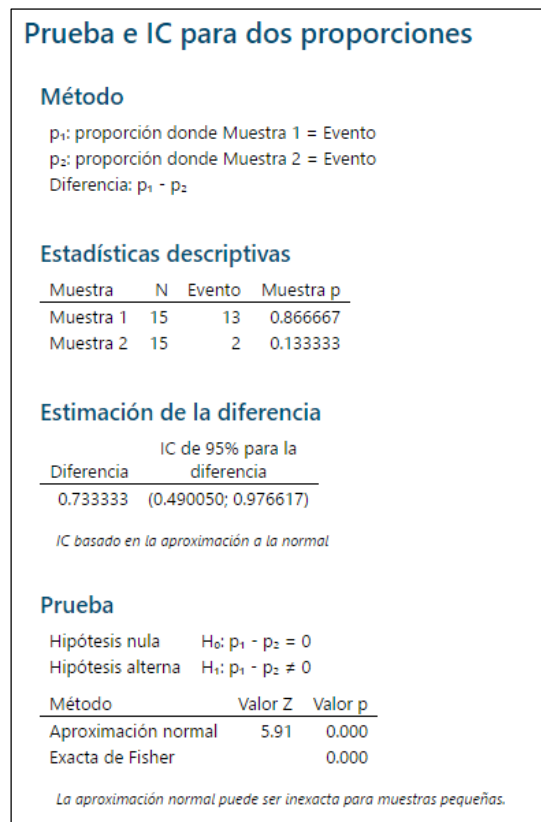 Prueba e IC para dos proporciones
Método
p₁: proporción donde Muestra 1 = Evento
p₂: proporción donde Muestra 2 = Evento
Diferencia: p₁ - p₂
Estadísticas descriptivas
Muestra N Evento Muestra p
Muestra 1 15 13 0.866667
Muestra 2 15 2 0.133333
Estimación de la diferencia
IC de 95% para la
Diferencia diferencia
0.733333 (0.490050; 0.976617)
IC basado en la aproximación a la normal
Prueba
Hipótesis nula H₀: p₁ - p₂ = 0
Hipótesis alterna H₁: p₁ - p₂ ≠ 0
Método Valor Z Valor p
Aproximación normal 5.91 0.000
Exacta de Fisher 0.000
La aproximación normal puede ser inexacta para muestras pequeñas.